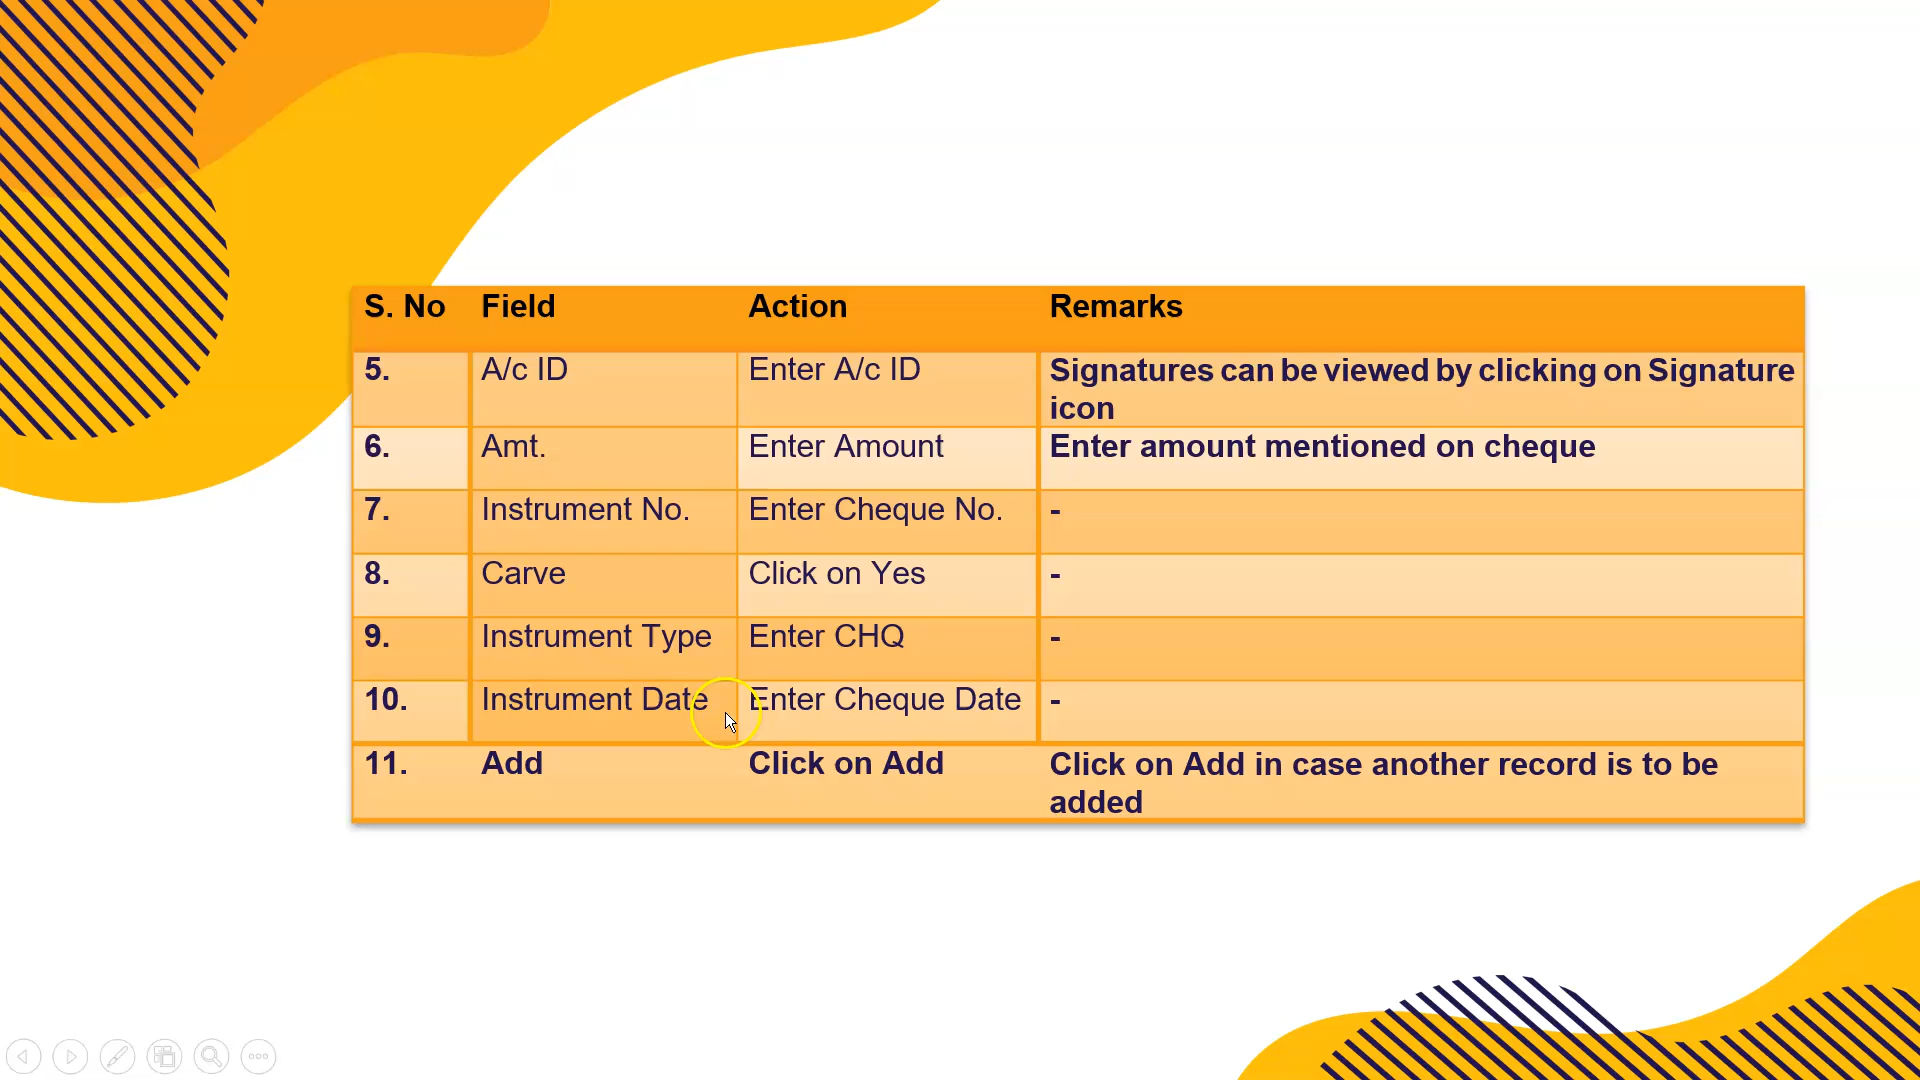 S. No Field Action Remarks
5. A/c ID Enter A/c ID Signatures can be viewed by clicking on Signature
icon
6. Amt. Enter Amount Enter amount mentioned on cheque
7. Instrument No. Enter Cheque No. -
8. Carve Click on Yes -
9. Instrument Type Enter CHQ -
10. Instrument Date Enter Cheque Date -
11. Add Click on Add Click on Add in case another record is to be
added